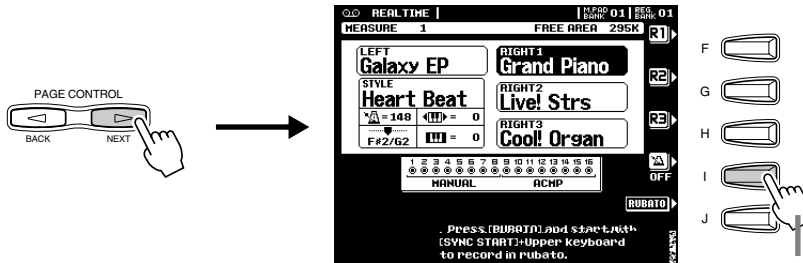 PAGE CONTROL
BACK NEXT
REALTIME M.PAD BANK 01 REG. BANK 01
MEASURE 1 FREE AREA 295K
R1
LEFT
Galaxy EP
RIGHT1
Grand Piano
R2
STYLE
Heart Beat
RIGHT2
Live! Strs
=148 = 0
R3
F#2/G2 = 0
RIGHT3
Cool! Organ
1 2 3 4 5 6 7 8 9 10 11 12 13 14 15 16
OFF
MANUAL ACMP
RUBATO
. Press [RUBATO] and start with
[SYNC START]+Upper keyboard
to record in rubato.
F
G
H
I
J